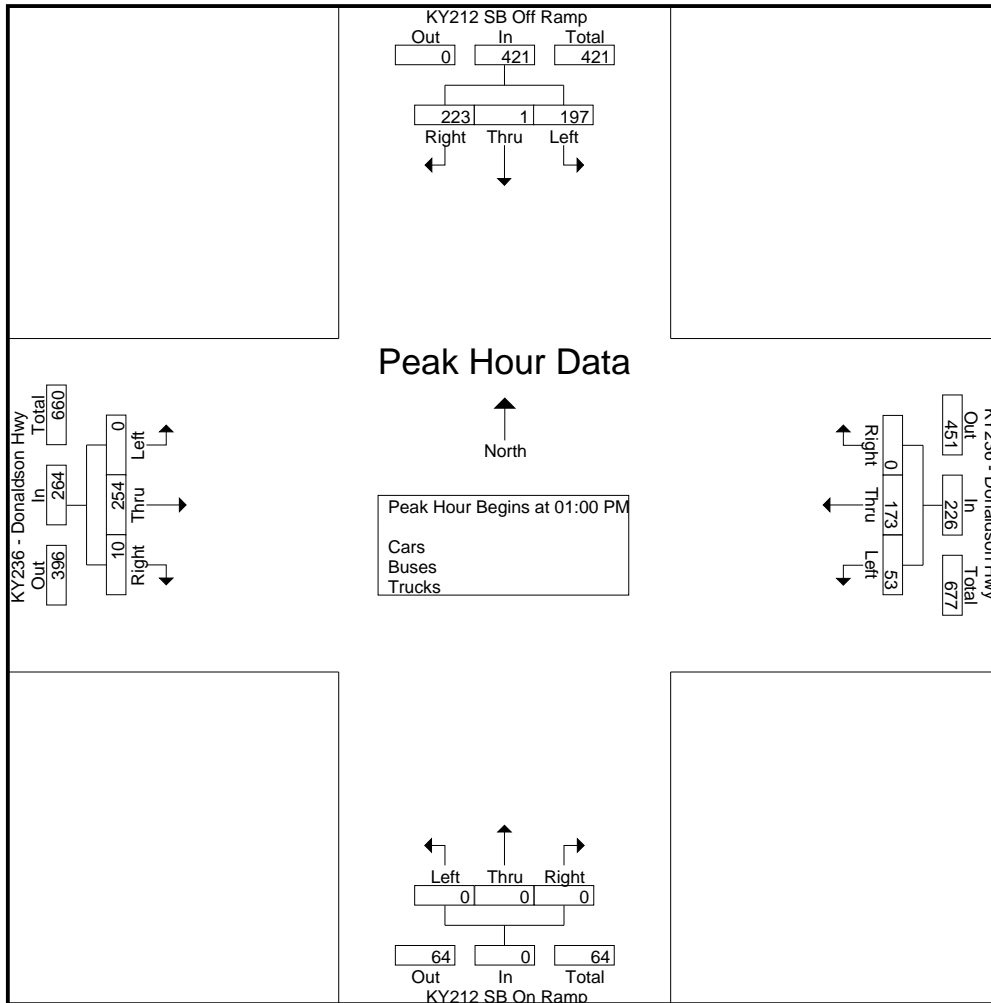 KY212 SB Off Ramp
Out In Total
0 421 421
223 1 197
Right Thru Left
Peak Hour Data
North
Peak Hour Begins at 01:00 PM
Cars
Buses
Trucks
KY236 - Donaldson Hwy
Out In Total
396 264 660
0 254 10
Left Thru Right
KY236 - Donaldson Hwy
Out In Total
451 226 677
0 173 53
Right Thru Left
Left Thru Right
0 0 0
64 0 64
Out In Total
KY212 SB On Ramp